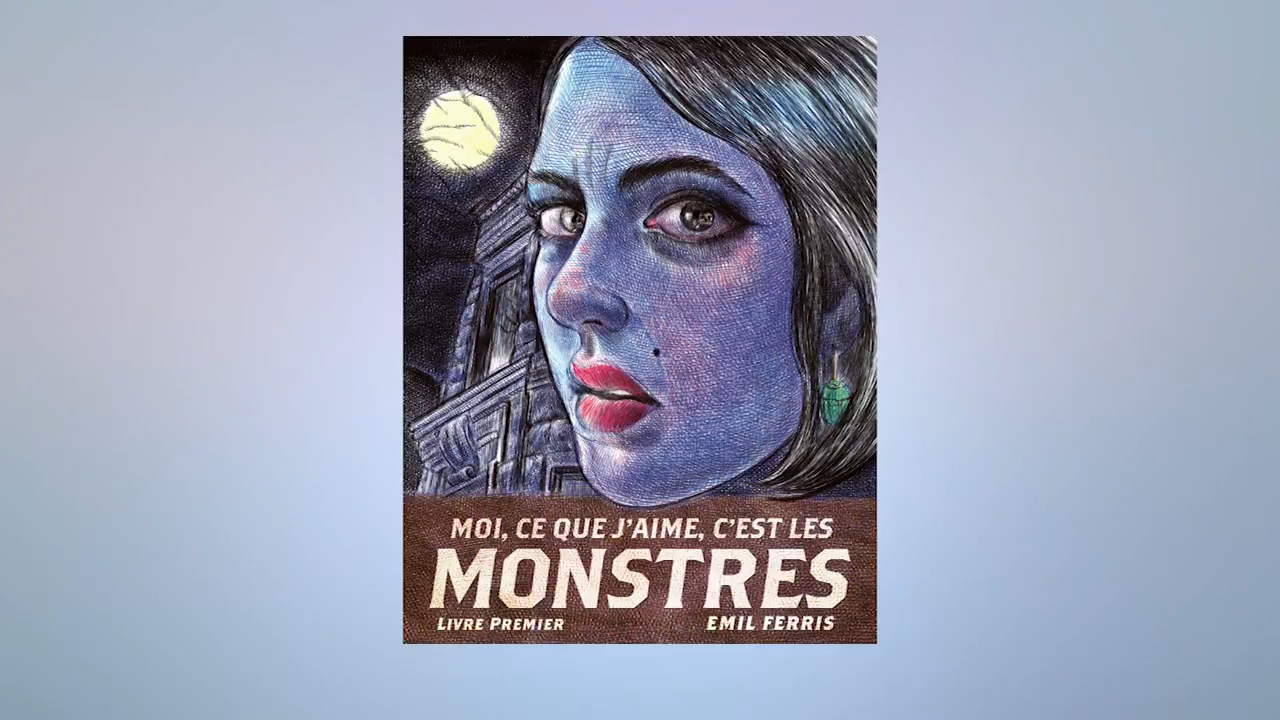 MOI, CE QUE J'AIME, C'EST LES
MONSTRES
LIVRE PREMIER EMIL FERRIS